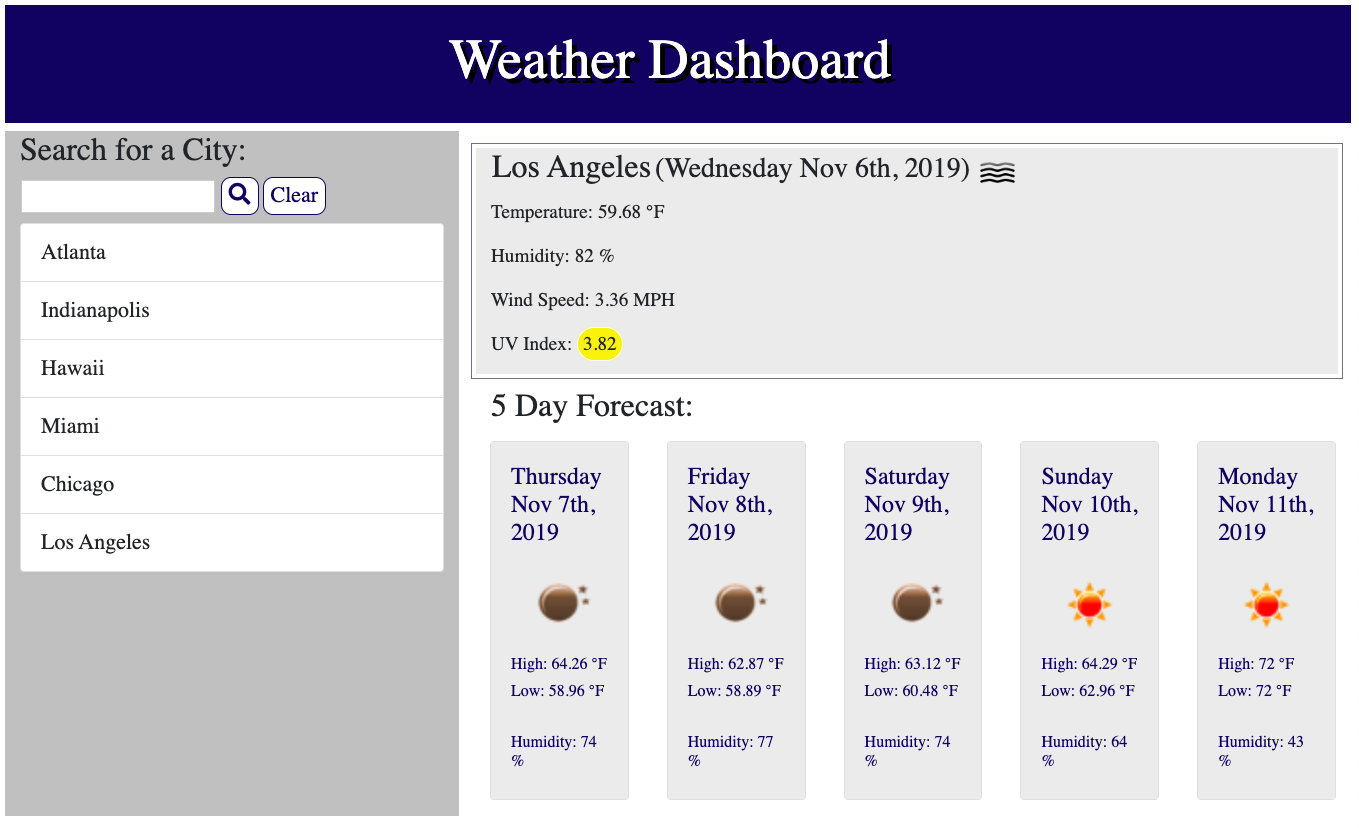 Weather Dashboard
Search for a City:
Clear
Atlanta
Indianapolis
Hawaii
Miami
Chicago
Los Angeles
Los Angeles (Wednesday Nov 6th, 2019)
Temperature: 59.68 °F
Humidity: 82 %
Wind Speed: 3.36 MPH
UV Index: 3.82
5 Day Forecast:
Thursday
Nov 7th,
2019
High: 64.26 °F
Low: 58.96 °F
Humidity: 74
%
Friday
Nov 8th,
2019
High: 62.87 °F
Low: 58.89 °F
Humidity: 77
%
Saturday
Nov 9th,
2019
High: 63.12 °F
Low: 60.48 °F
Humidity: 74
%
Sunday
Nov 10th,
2019
High: 64.29 °F
Low: 62.96 °F
Humidity: 64
%
Monday
Nov 11th,
2019
High: 72 °F
Low: 72 °F
Humidity: 43
%